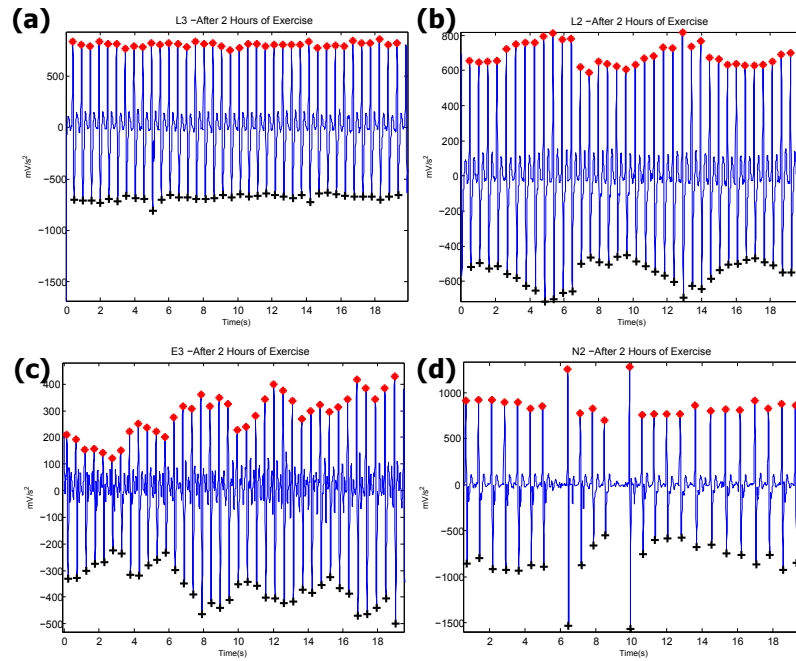 (a)
L3 −After 2 Hours of Exercise
mV/s²
500
0
−500
−1000
−1500
0 2 4 6 8 10 12 14 16 18
Time(s)
(b)
L2 −After 2 Hours of Exercise
mV/s²
800
600
400
200
0
−200
−400
−600
0 2 4 6 8 10 12 14 16 18
Time(s)
(c)
E3 −After 2 Hours of Exercise
mV/s²
400
300
200
100
0
−100
−200
−300
−400
−500
0 2 4 6 8 10 12 14 16 18
Time(s)
(d)
N2 −After 2 Hours of Exercise
mV/s²
1000
500
0
−500
−1000
−1500
2 4 6 8 10 12 14 16 18
Time(s)